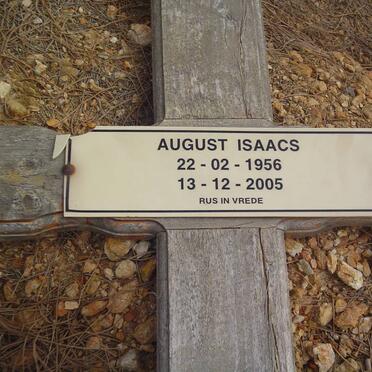 AUGUST ISAACS
22 - 02 - 1956
13 - 12 - 2005
RUS IN VREDE